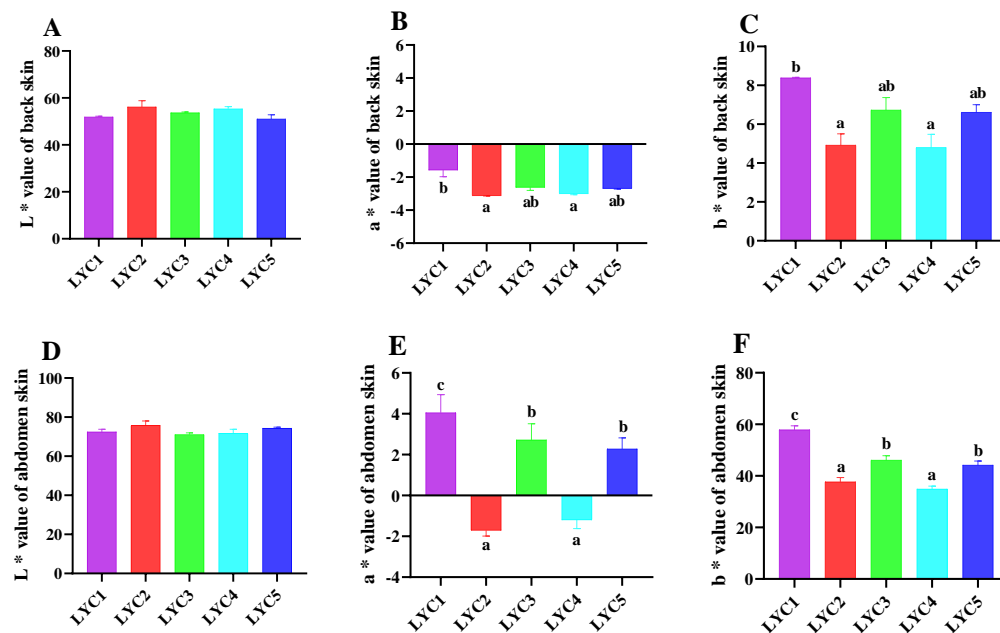 A
L * value of back skin
80
60
40
20
0
LYC1 LYC2 LYC3 LYC4 LYC5
B
a * value of back skin
6
4
2
0
-2
-4
-6
b a ab a ab
LYC1 LYC2 LYC3 LYC4 LYC5
C
b * value of back skin
10
8
6
4
2
0
b a ab a ab
LYC1 LYC2 LYC3 LYC4 LYC5
D
L * value of abdomen skin
100
80
60
40
20
0
LYC1 LYC2 LYC3 LYC4 LYC5
E
a * value of abdomen skin
6
4
2
0
-2
-4
c a b a b
LYC1 LYC2 LYC3 LYC4 LYC5
F
b * value of abdomen skin
80
60
40
20
0
c a b a b
LYC1 LYC2 LYC3 LYC4 LYC5